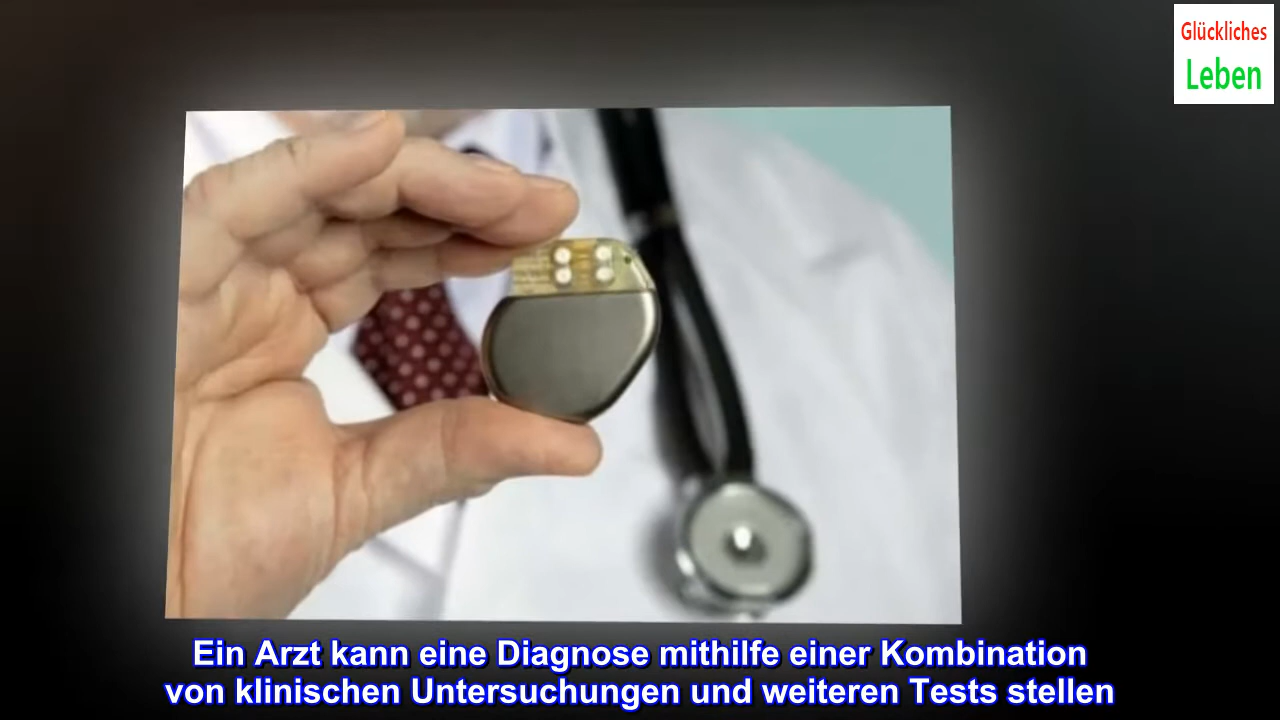 Glückliches
Leben
Ein Arzt kann eine Diagnose mithilfe einer Kombination
von klinischen Untersuchungen und weiteren Tests stellen